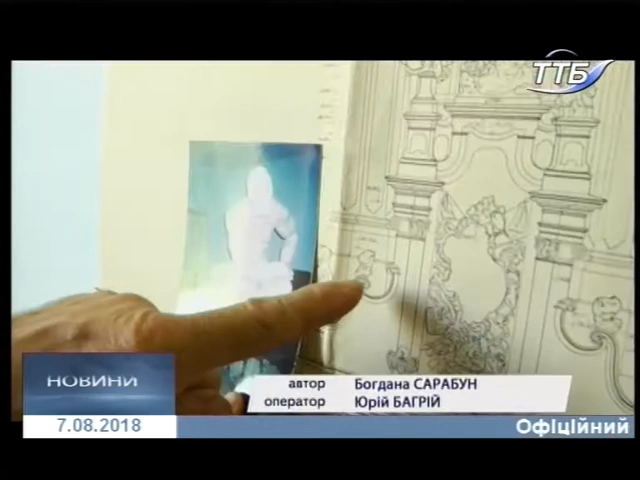 ТТБ
НОВИНИ
автор Богдана САРАБУН
оператор Юрій БАГРІЙ
7.08.2018
Офіційний